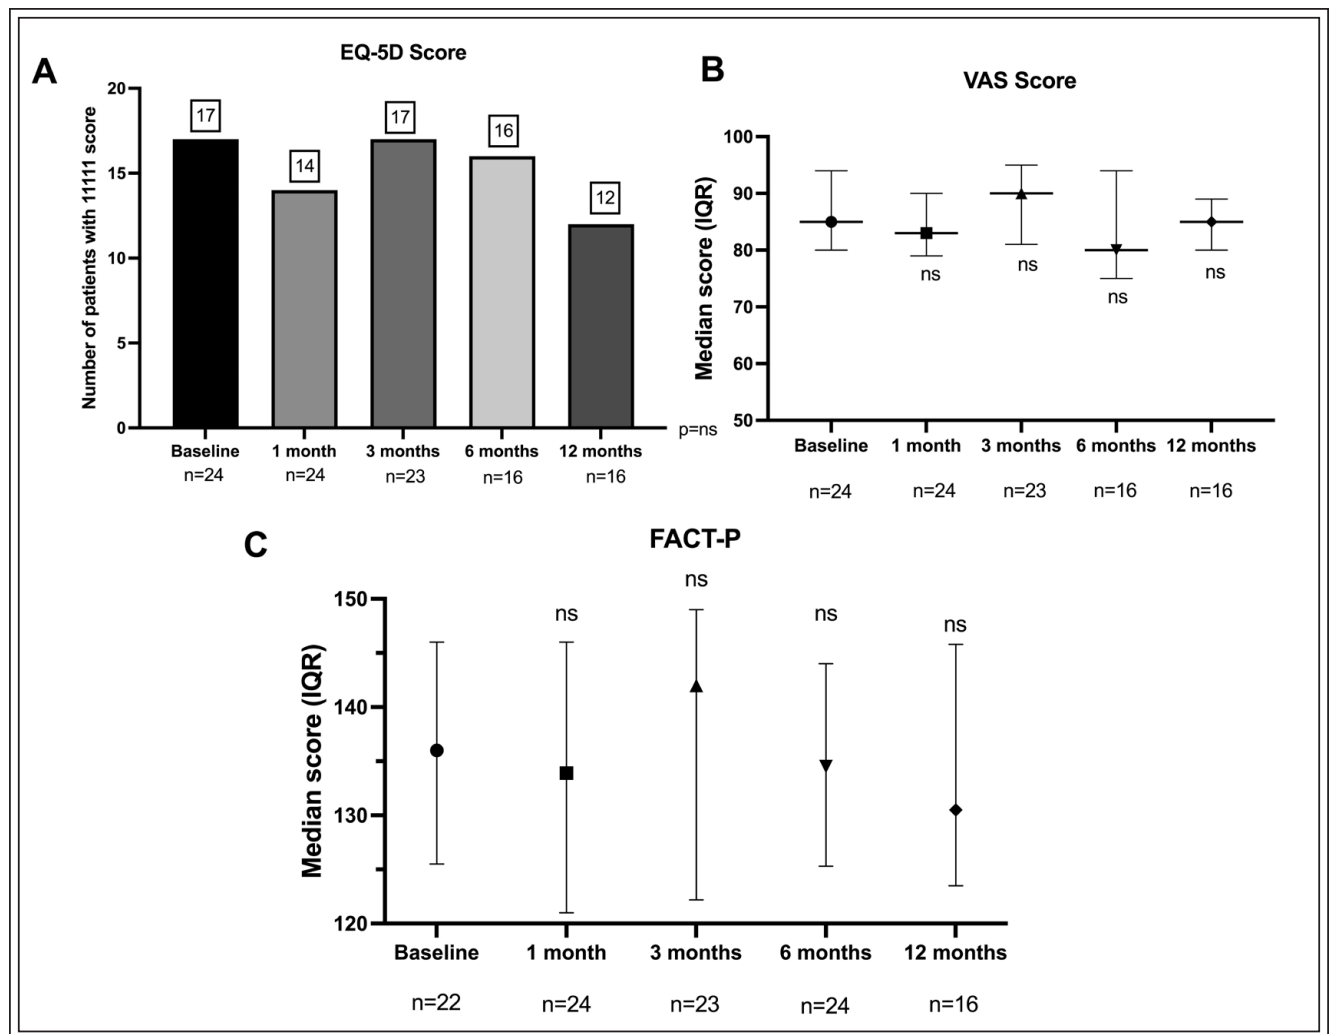 A
EQ-5D Score
Number of patients with 11111 score
20
15
10
5
0
17
14
17
16
12
Baseline 1 month 3 months 6 months 12 months
n=24 n=24 n=23 n=16 n=16
p=ns
B
VAS Score
Median score (IQR)
100
90
80
70
60
50
ns
ns
ns
ns
Baseline 1 month 3 months 6 months 12 months
n=24 n=24 n=23 n=16 n=16
C
FACT-P
Median score (IQR)
150
140
130
120
ns
ns
ns
ns
Baseline 1 month 3 months 6 months 12 months
n=22 n=24 n=23 n=24 n=16